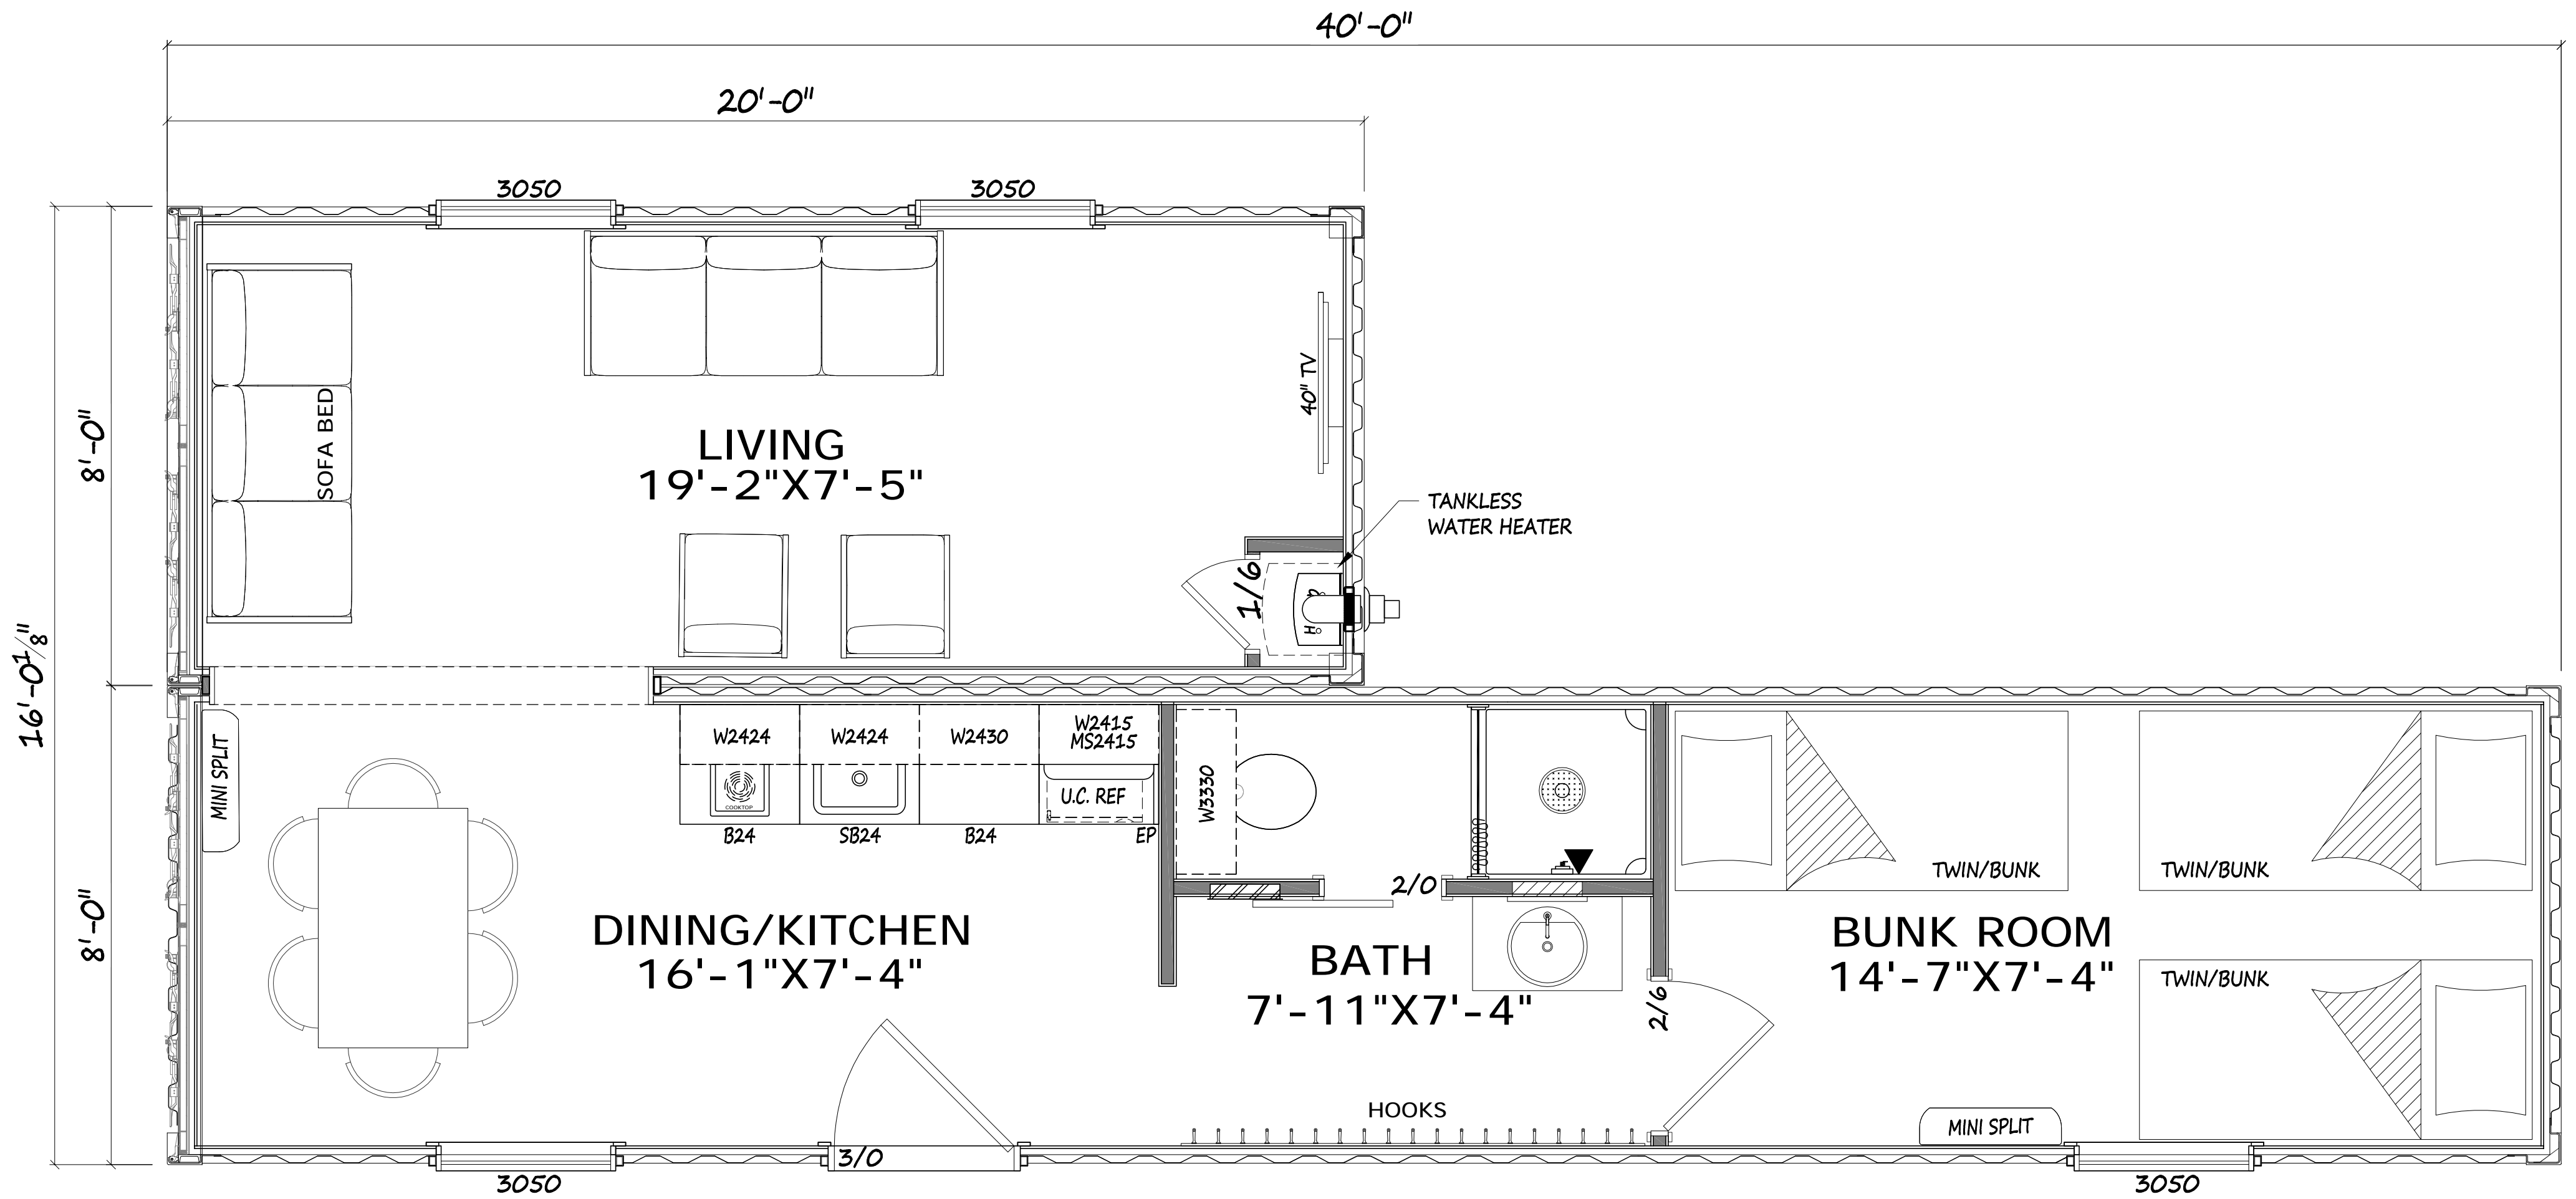 40'-0"
20'-0"
3050
3050
8'-0"
16'-0 1/8"
8'-0"
SOFA BED
LIVING
19'-2"X7'-5"
40" TV
TANKLESS
WATER HEATER
1/6
H
MINI SPLIT
W2424
W2424
W2430
W2415
MS2415
COOKTOP
U.C. REF
B24
SB24
B24
EP
W3330
2/0
TWIN/BUNK
TWIN/BUNK
DINING/KITCHEN
16'-1"X7'-4"
BATH
7'-11"X7'-4"
2/6
BUNK ROOM
14'-7"X7'-4"
TWIN/BUNK
HOOKS
MINI SPLIT
3/0
3050
3050